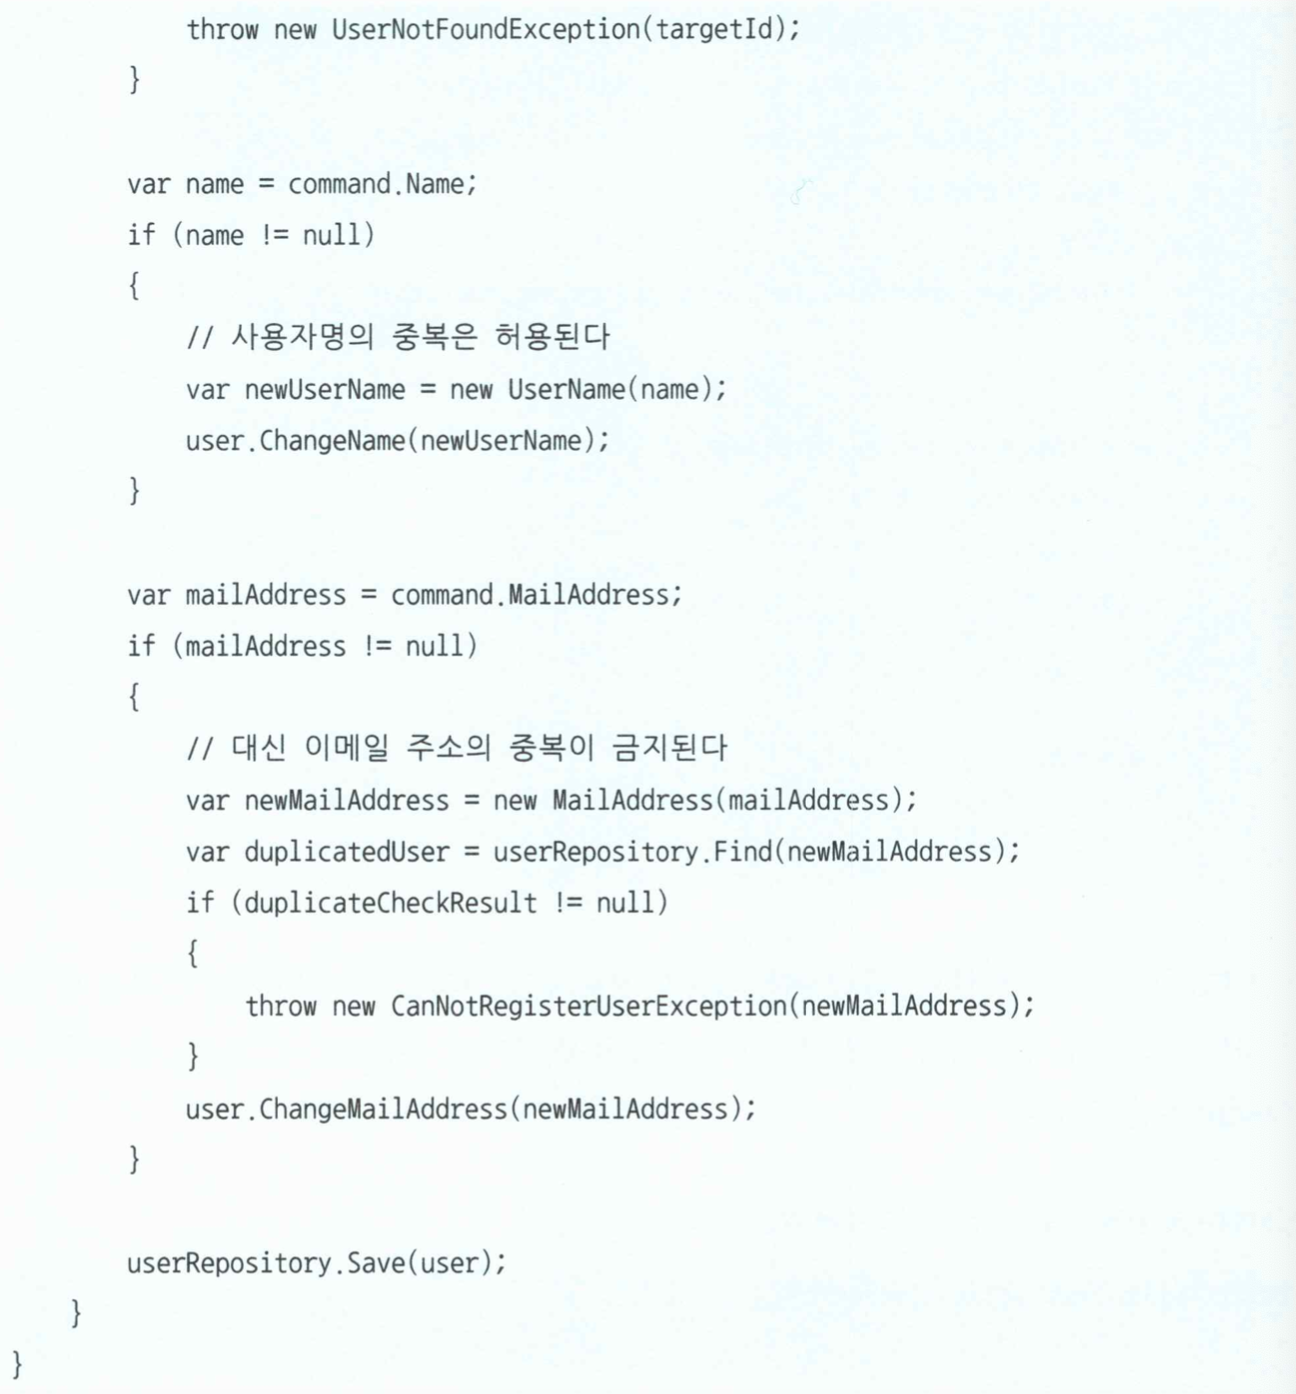 throw new UserNotFoundException(targetId);
}
var name = command.Name;
if (name != null)
{
// 사용자명의 중복은 허용된다
var newUserName = new UserName(name);
user.ChangeName(newUserName);
}
var mailAddress = command.MailAddress;
if (mailAddress != null)
{
// 대신 이메일 주소의 중복이 금지된다
var newMailAddress = new MailAddress(mailAddress);
var duplicatedUser = userRepository.Find(newMailAddress);
if (duplicateCheckResult != null)
{
throw new CanNotRegisterUserException(newMailAddress);
}
user.ChangeMailAddress(newMailAddress);
}
userRepository.Save(user);
}
}